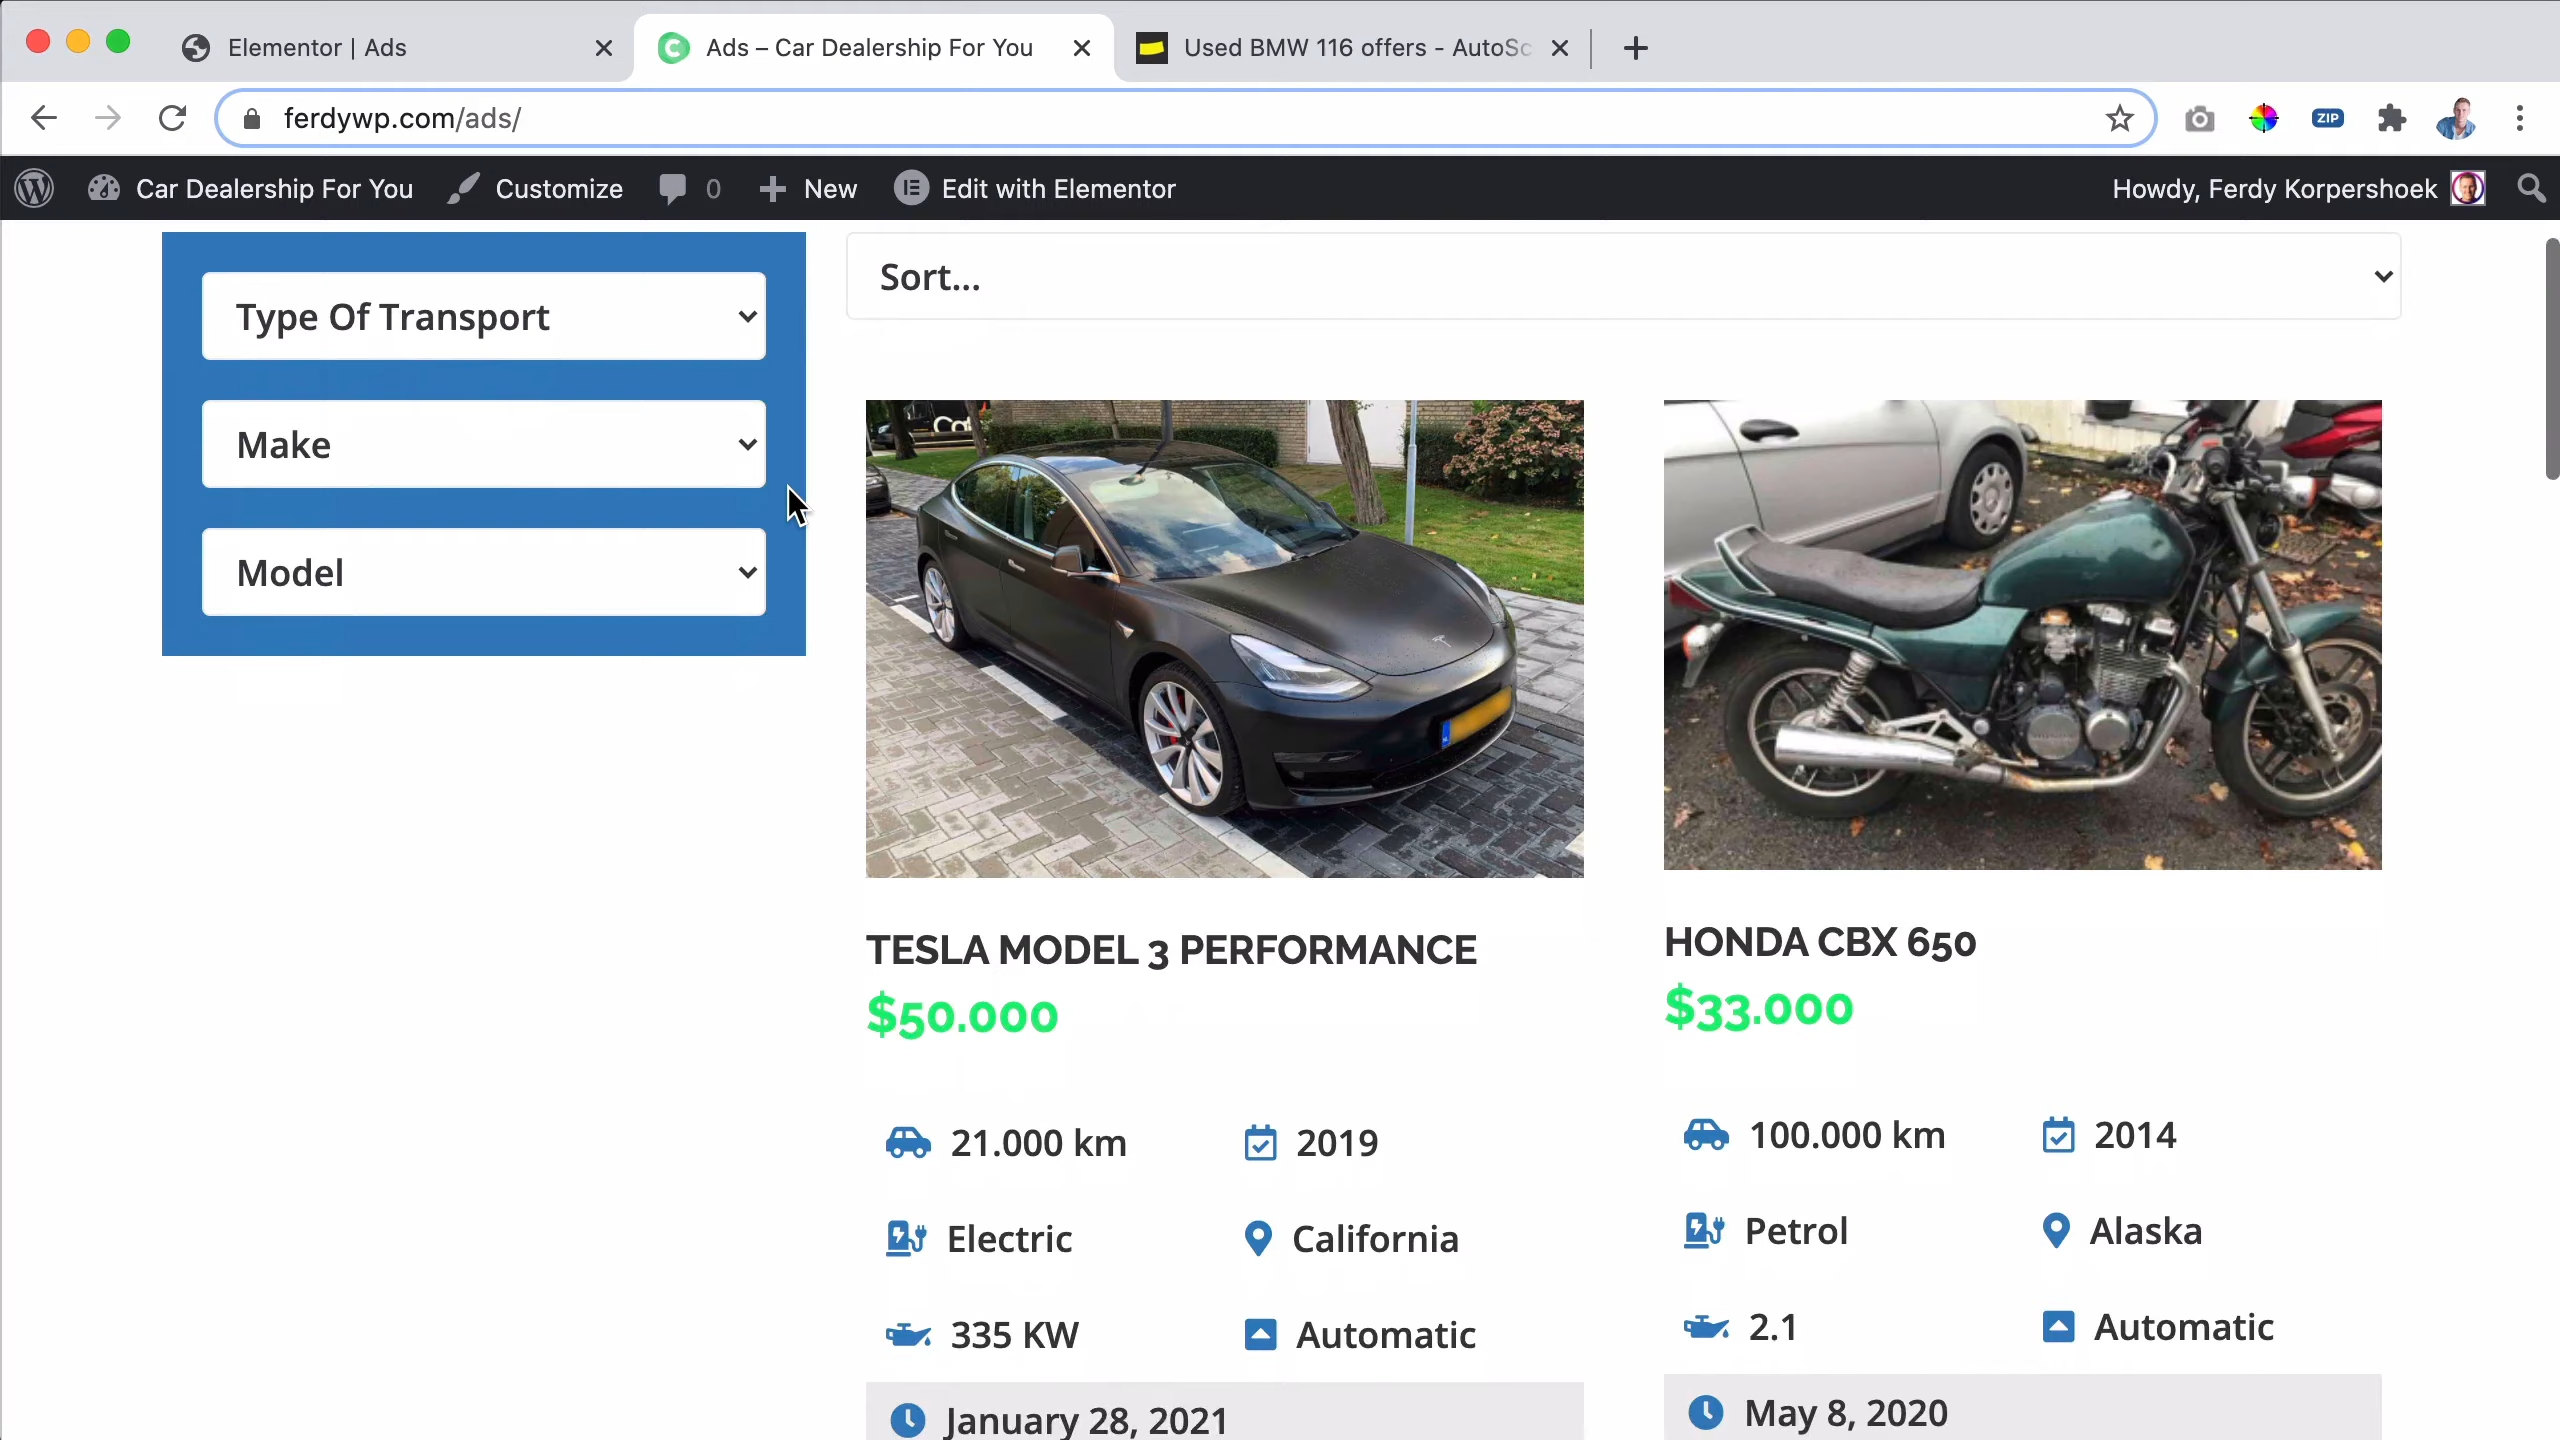 Elementor | Ads
Ads – Car Dealership For You
Used BMW 116 offers - AutoSc
ferdywp.com/ads/
ZIP
Car Dealership For You
Customize
0
New
Edit with Elementor
Howdy, Ferdy Korpershoek
Type Of Transport
Make
Model
Sort...
TESLA MODEL 3 PERFORMANCE
$50.000
21.000 km
2019
Electric
California
335 KW
Automatic
January 28, 2021
HONDA CBX 650
$33.000
100.000 km
2014
Petrol
Alaska
2.1
Automatic
May 8, 2020